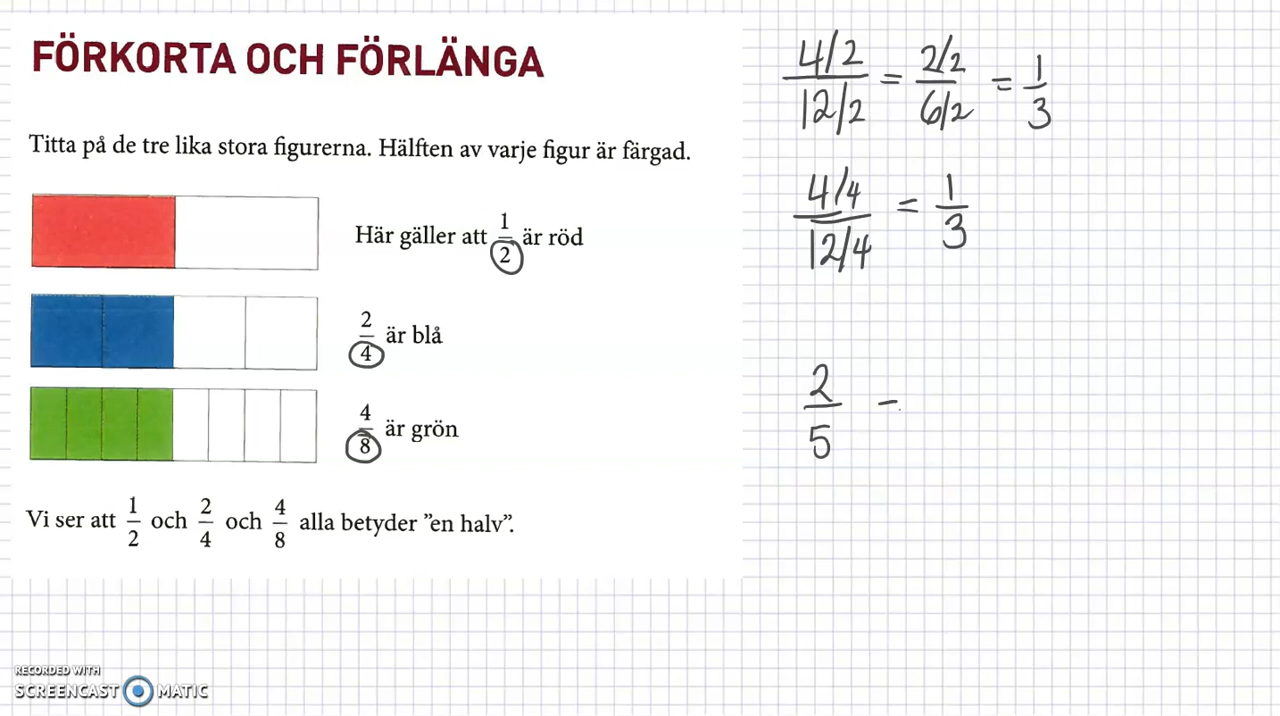 FÖRKORTA OCH FÖRLÄNGA
Titta på de tre lika stora figurerna. Hälften av varje figur är färgad.
Här gäller att 1/2 är röd
2/4 är blå
4/8 är grön
Vi ser att 1/2 och 2/4 och 4/8 alla betyder ”en halv”.
4/2 = 2/2 = 1
12/2 6/2 3
4/4 = 1
12/4 3
2 -
5
RECORDED WITH
SCREENCAST MATIC